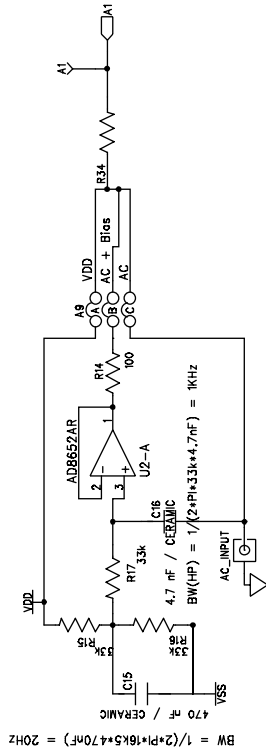 A1
A1
R34
VDD
AC + Bias
AC
A9
A
B
C
R14
100
AD8652AR
1
2
3
U2-A
C16
4.7 nF / CERAMIC
BW(HP) = 1/(2*PI*33k*4.7nF) = 1KHz
R17
33k
AC_INPUT
VDD
R15
33k
R16
33k
C15
470 nF / CERAMIC
VSS
BW = 1/(2*PI*16k5*470nF) = 20Hz